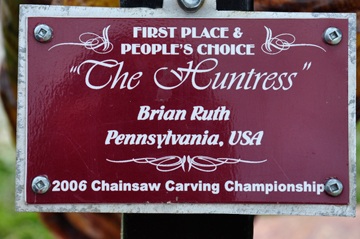 FIRST PLACE &
PEOPLE'S CHOICE
"The Huntress"
Brian Ruth
Pennsylvania, USA
2006 Chainsaw Carving Championship